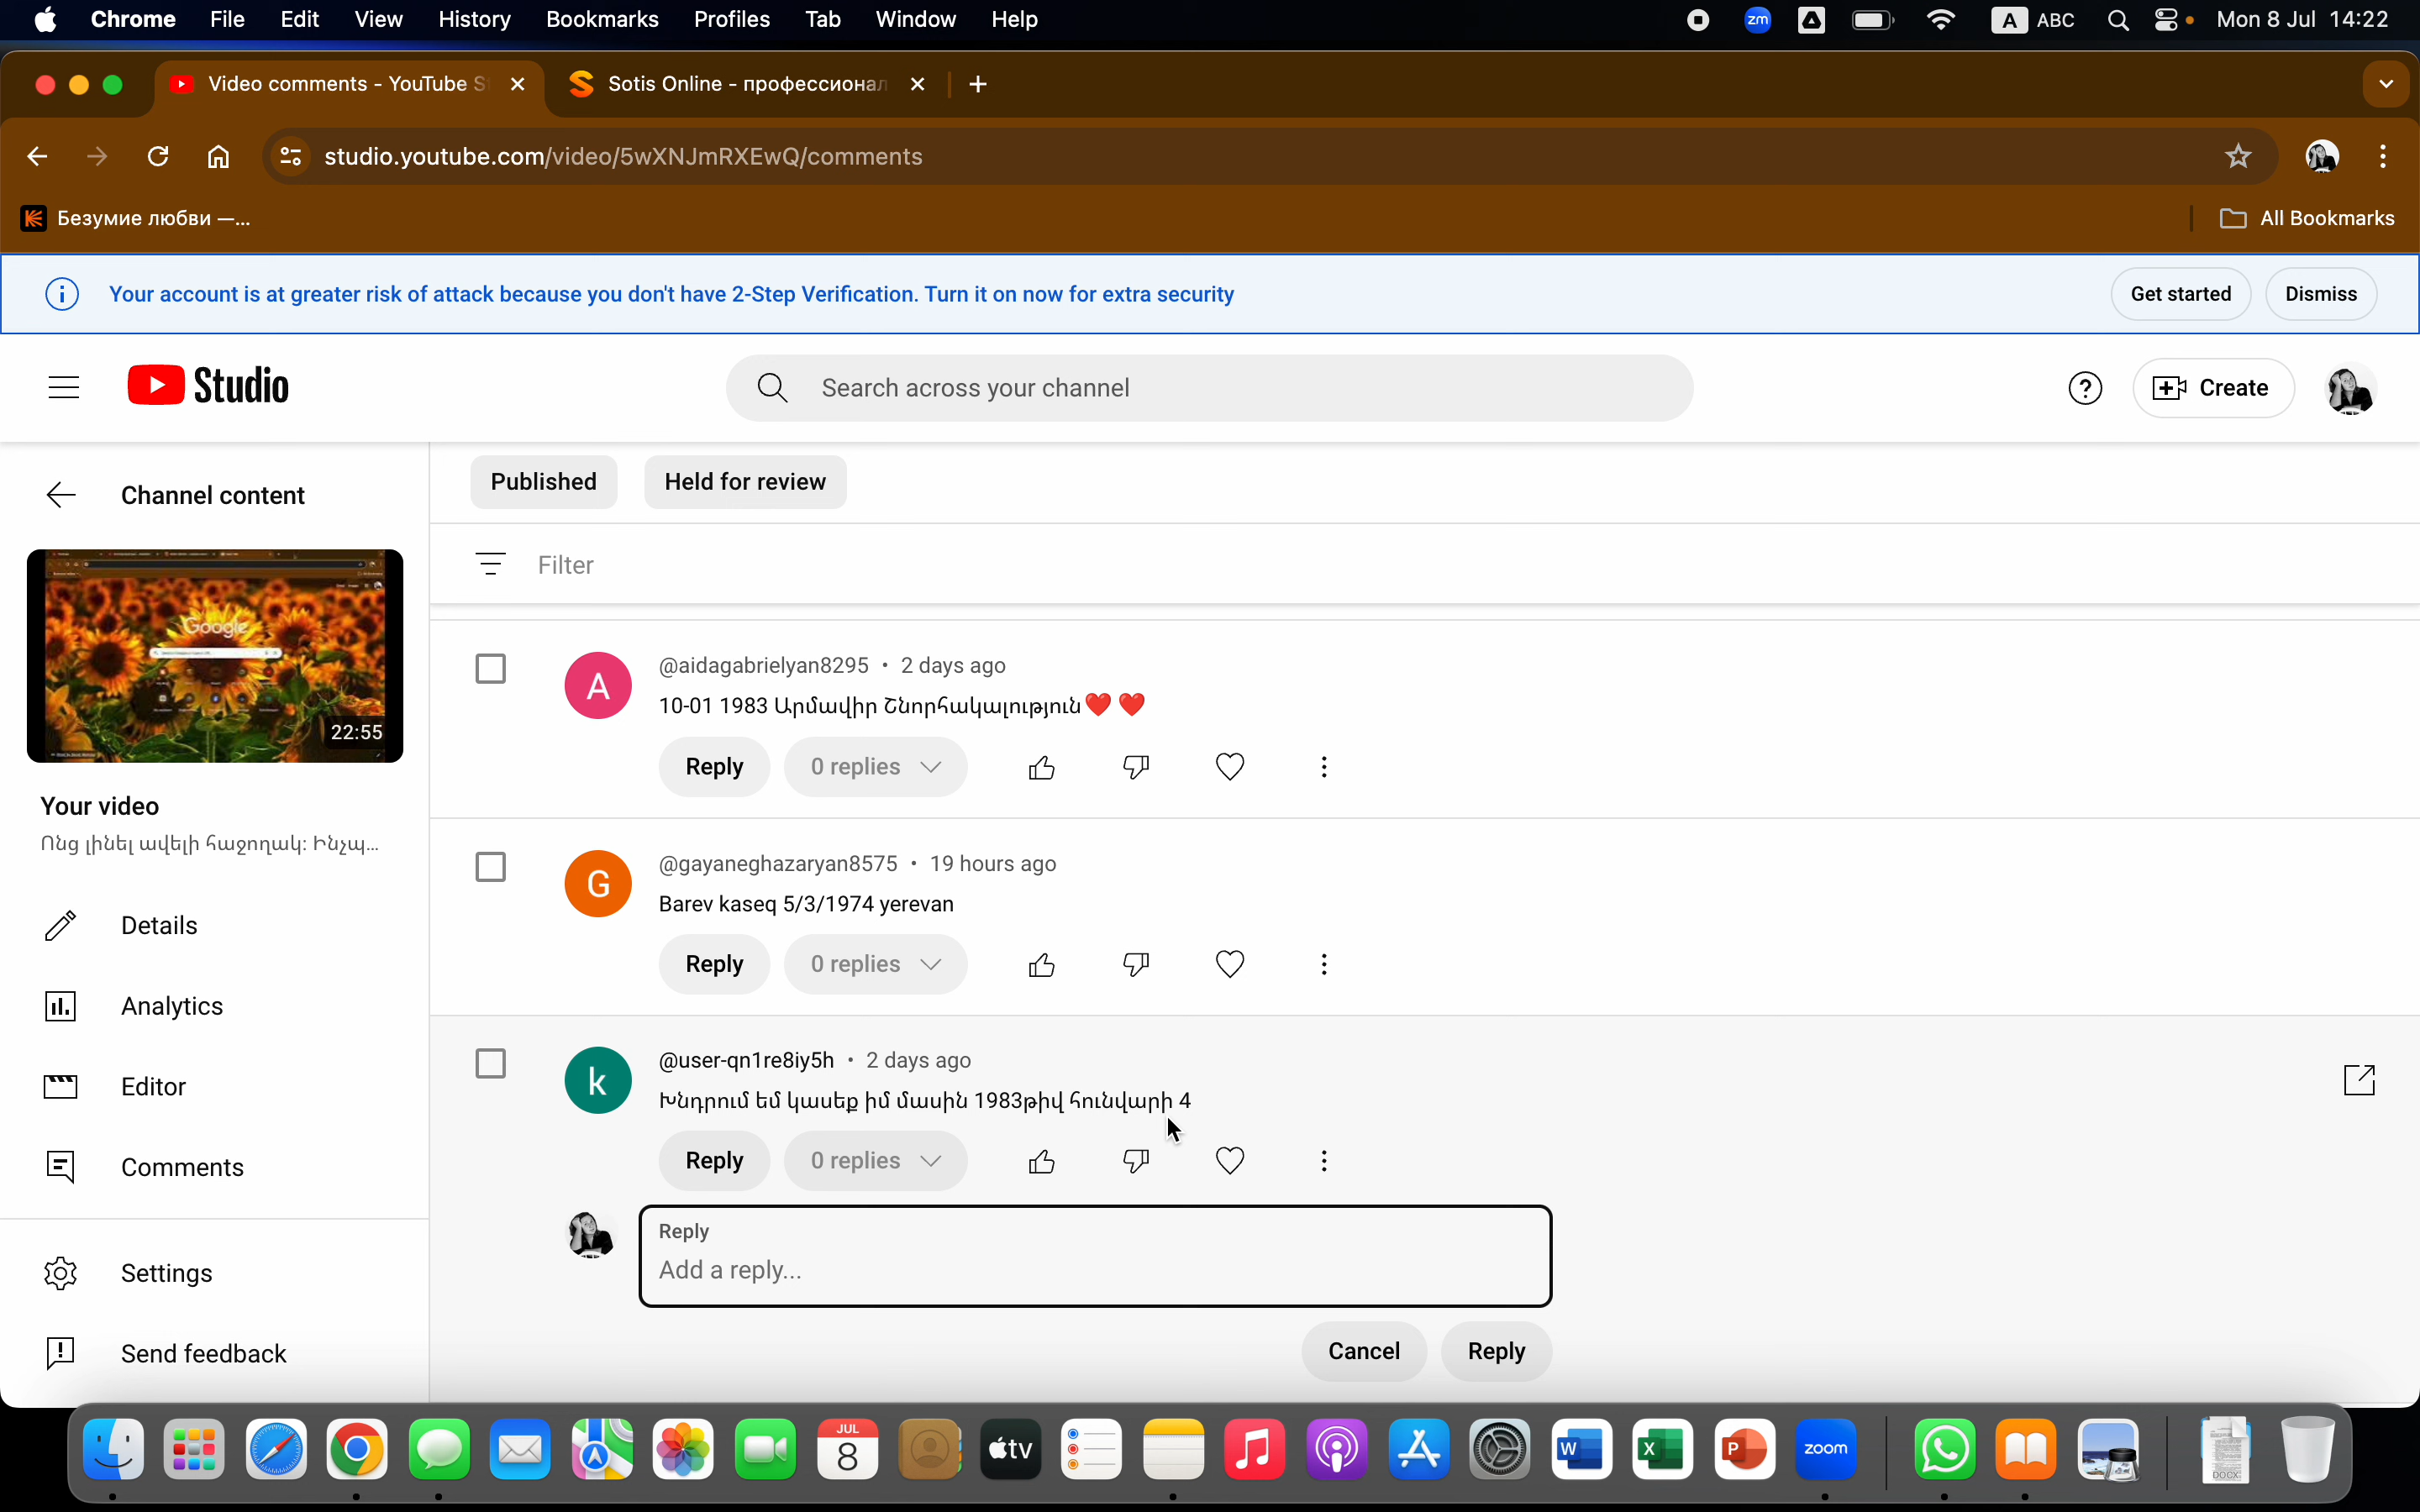 Chrome File Edit View History Bookmarks Profiles Tab Window Help zm A ABC Mon 8 Jul 14:22
Video comments - YouTube S Sotis Online - профессионал
studio.youtube.com/video/5wXNJmRXEwQ/comments
Безумие любви —... All Bookmarks
Your account is at greater risk of attack because you don't have 2-Step Verification. Turn it on now for extra security Get started Dismiss
Studio Search across your channel Create
Channel content
Published Held for review
Filter
Google
22:55
Your video
Ոնց լինել ավելի հաջողակ: Ինչպ...
Details
Analytics
Editor
Comments
Settings
Send feedback
A @aidagabrielyan8295 • 2 days ago
10-01 1983 Արմավիր Շնորհակալություն❤️ ❤️
Reply 0 replies
G @gayaneghazaryan8575 • 19 hours ago
Barev kaseq 5/3/1974 yerevan
Reply 0 replies
k @user-qn1re8iy5h • 2 days ago
Խնդրում եմ կասեք իմ մասին 1983թիվ հունվարի 4
Reply 0 replies
Reply
Add a reply...
Cancel Reply
JUL
8
tv
W X P zoom
DOCX